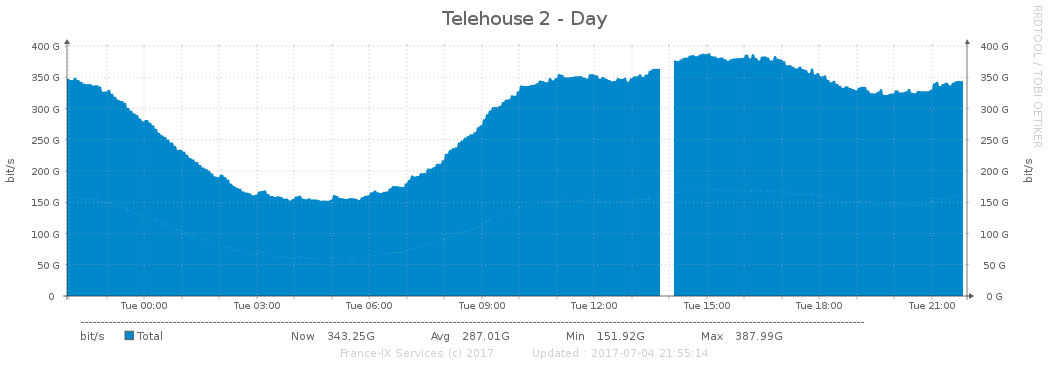 Telehouse 2 - Day
RRDTOOL / TOBI OETIKER
400 G 400 G
350 G 350 G
300 G 300 G
250 G 250 G
200 G 200 G
150 G 150 G
100 G 100 G
50 G 50 G
0 0 G
bit/s bit/s
Tue 00:00 Tue 03:00 Tue 06:00 Tue 09:00 Tue 12:00 Tue 15:00 Tue 18:00 Tue 21:00
bit/s Total Now 343.25G Avg 287.01G Min 151.92G Max 387.99G
France-IX Services (c) 2017 Updated : 2017-07-04 21:55:14